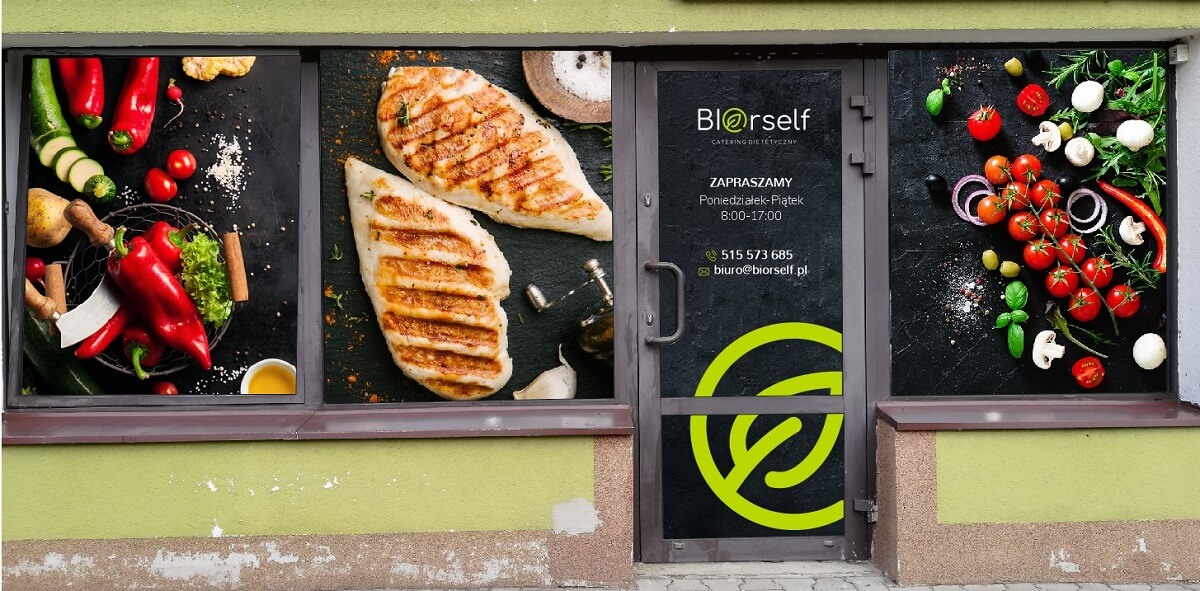 BIOrself
CATERING DIETETYCZNY
ZAPRASZAMY
Poniedziałek-Piątek
8:00-17:00
515 573 685
biuro@biorself.pl